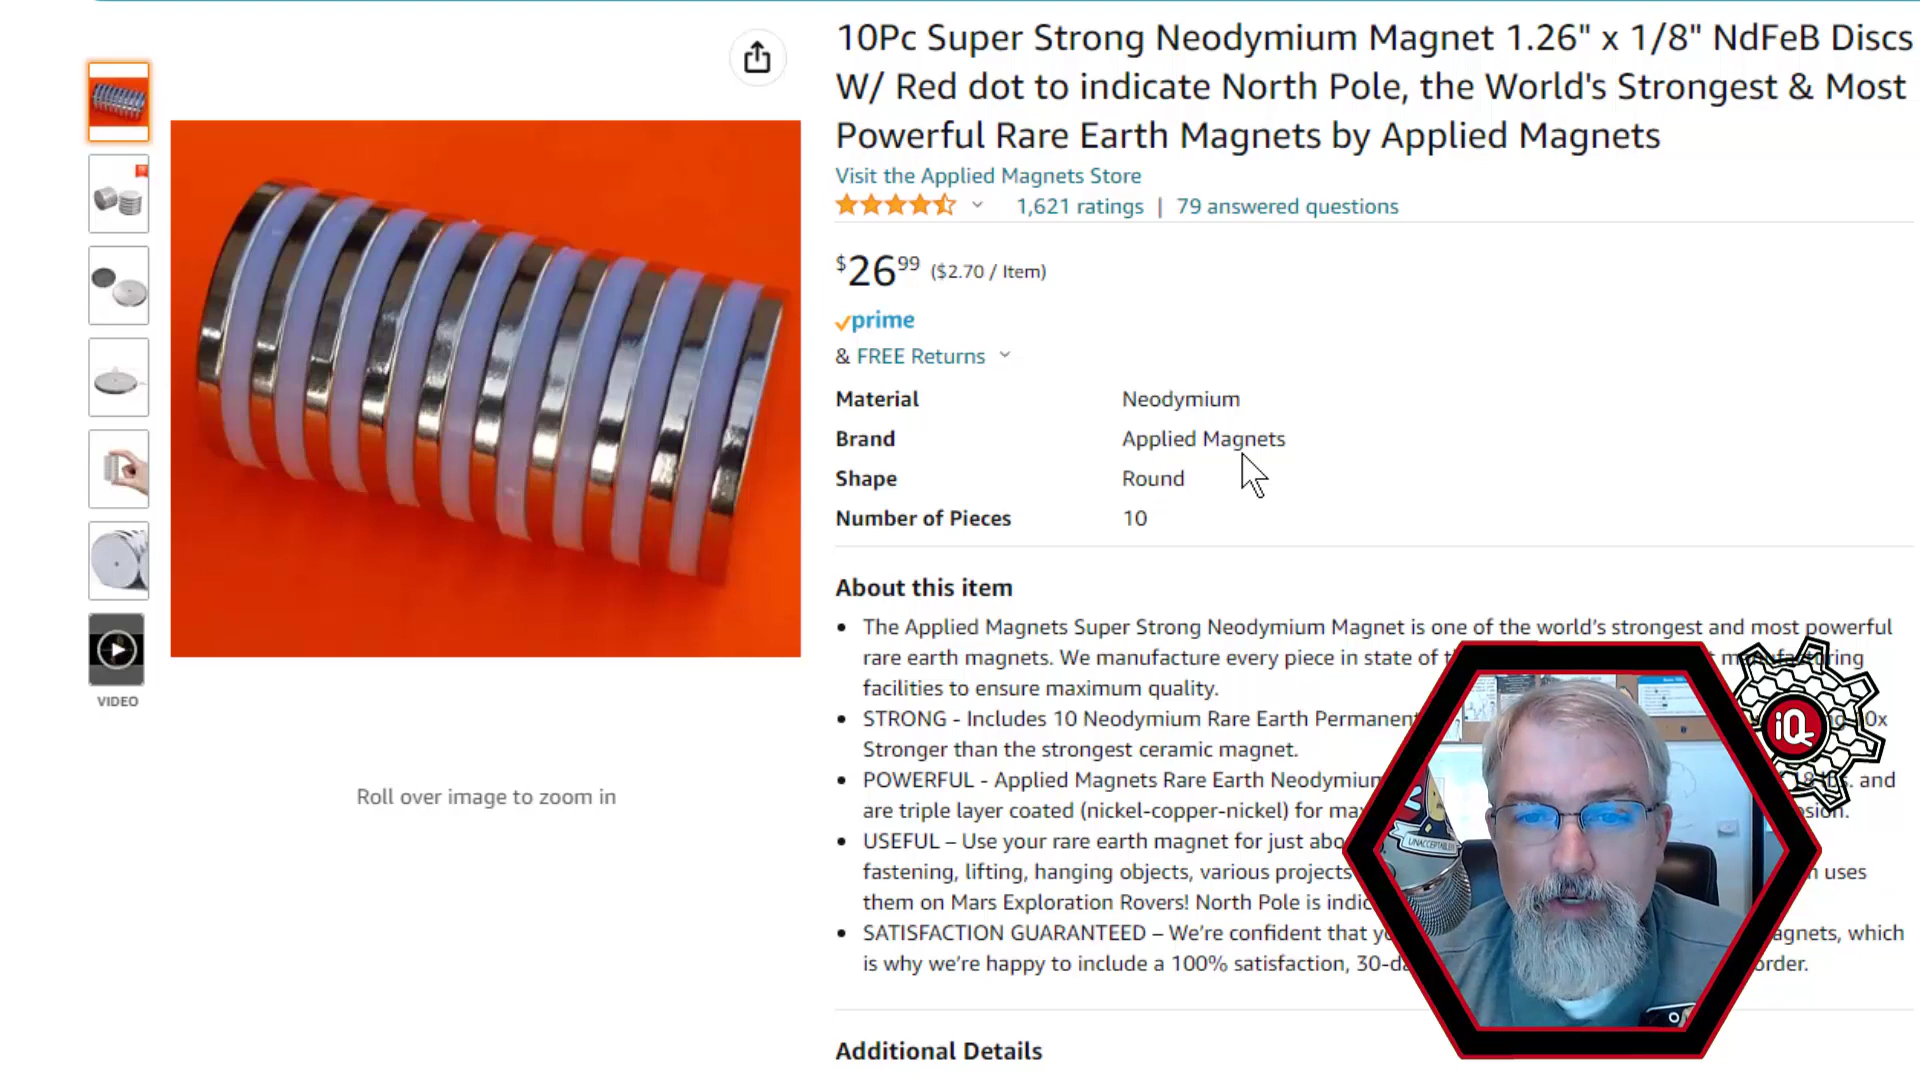 10Pc Super Strong Neodymium Magnet 1.26" x 1/8" NdFeB Discs
W/ Red dot to indicate North Pole, the World's Strongest & Most
Powerful Rare Earth Magnets by Applied Magnets
Visit the Applied Magnets Store
1,621 ratings | 79 answered questions
$26.99 ($2.70 / Item)
prime
& FREE Returns
Material Neodymium
Brand Applied Magnets
Shape Round
Number of Pieces 10
About this item
• The Applied Magnets Super Strong Neodymium Magnet is one of the world's strongest and most powerful
rare earth magnets. We manufacture every piece in state of
facilities to ensure maximum quality.
• STRONG - Includes 10 Neodymium Rare Earth Permanent
Stronger than the strongest ceramic magnet.
• POWERFUL - Applied Magnets Rare Earth Neodymium and
are triple layer coated (nickel-copper-nickel) for
• USEFUL – Use your rare earth magnet for just uses
fastening, lifting, hanging objects, various projects
them on Mars Exploration Rovers! North Pole is
• SATISFACTION GUARANTEED – We're confident that which
is why we're happy to include a 100% satisfaction, order.
VIDEO
Roll over image to zoom in
Additional Details
iQ
UNACCEPTABLE